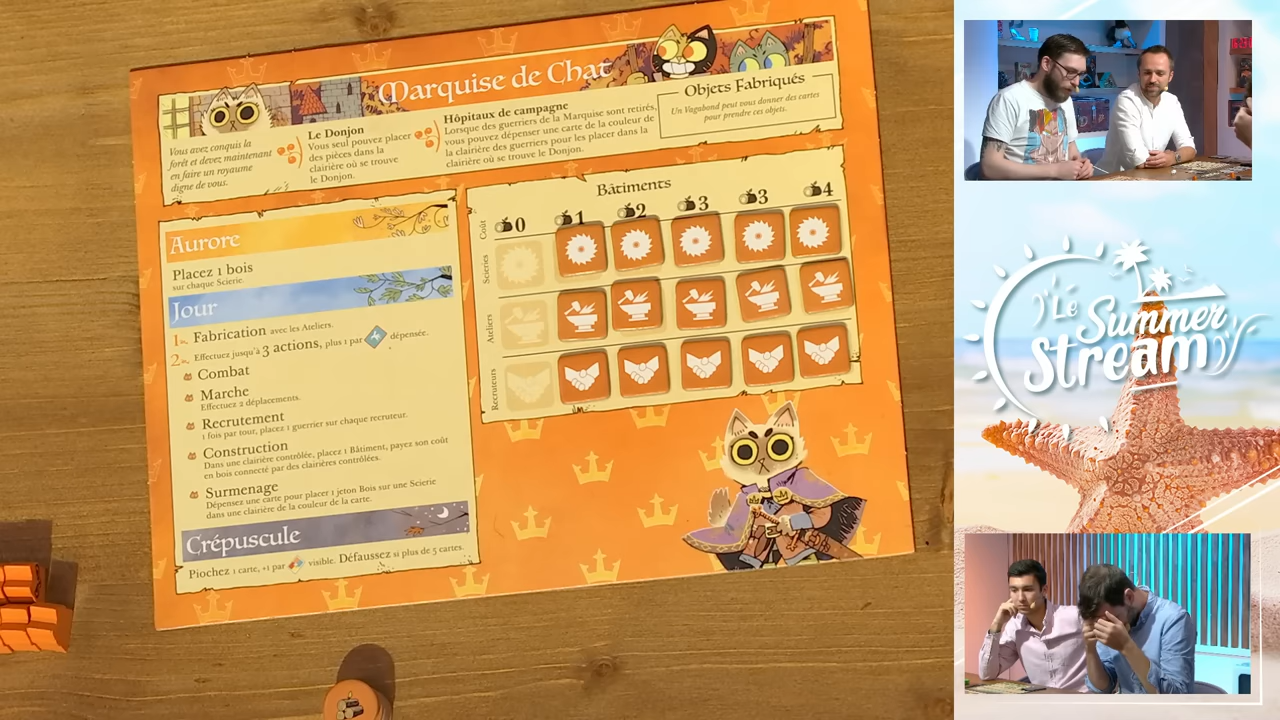 Marquise de Chat
Vous avez conquis la
forêt et devez maintenant
en faire un royaume
digne de vous.
Le Donjon
Vous seul pouvez placer
des pièces dans la
clairière où se trouve
le Donjon.
Hôpitaux de campagne
Lorsque des guerriers de la Marquise sont retirés,
vous pouvez dépenser une carte de la couleur de
la clairière des guerriers pour les placer dans la
clairière où se trouve le Donjon.
Objets Fabriqués
Un Vagabond peut vous donner des cartes
pour prendre ces objets.
Aurore
Placez 1 bois
sur chaque Scierie.
Jour
1. Fabrication avec les Ateliers.
2. Effectuez jusqu'à 3 actions, plus 1 par dépensée.
Combat
Marche
Effectuez 2 déplacements.
Recrutement
1 fois par tour, placez 1 guerrier sur chaque recruteur.
Construction
Dans une clairière contrôlée, placez 1 Bâtiment, payez son coût
en bois connecté par des clairières contrôlées.
Surmenage
Dépensez une carte pour placer 1 jeton Bois sur une Scierie
dans une clairière de la couleur de la carte.
Crépuscule
Piochez 1 carte, +1 par visible. Défaussez si plus de 5 cartes.
Bâtiments
Coût 0 1 2 3 3 4
Scieries
Ateliers
Recruteurs
Le Summer
Stream